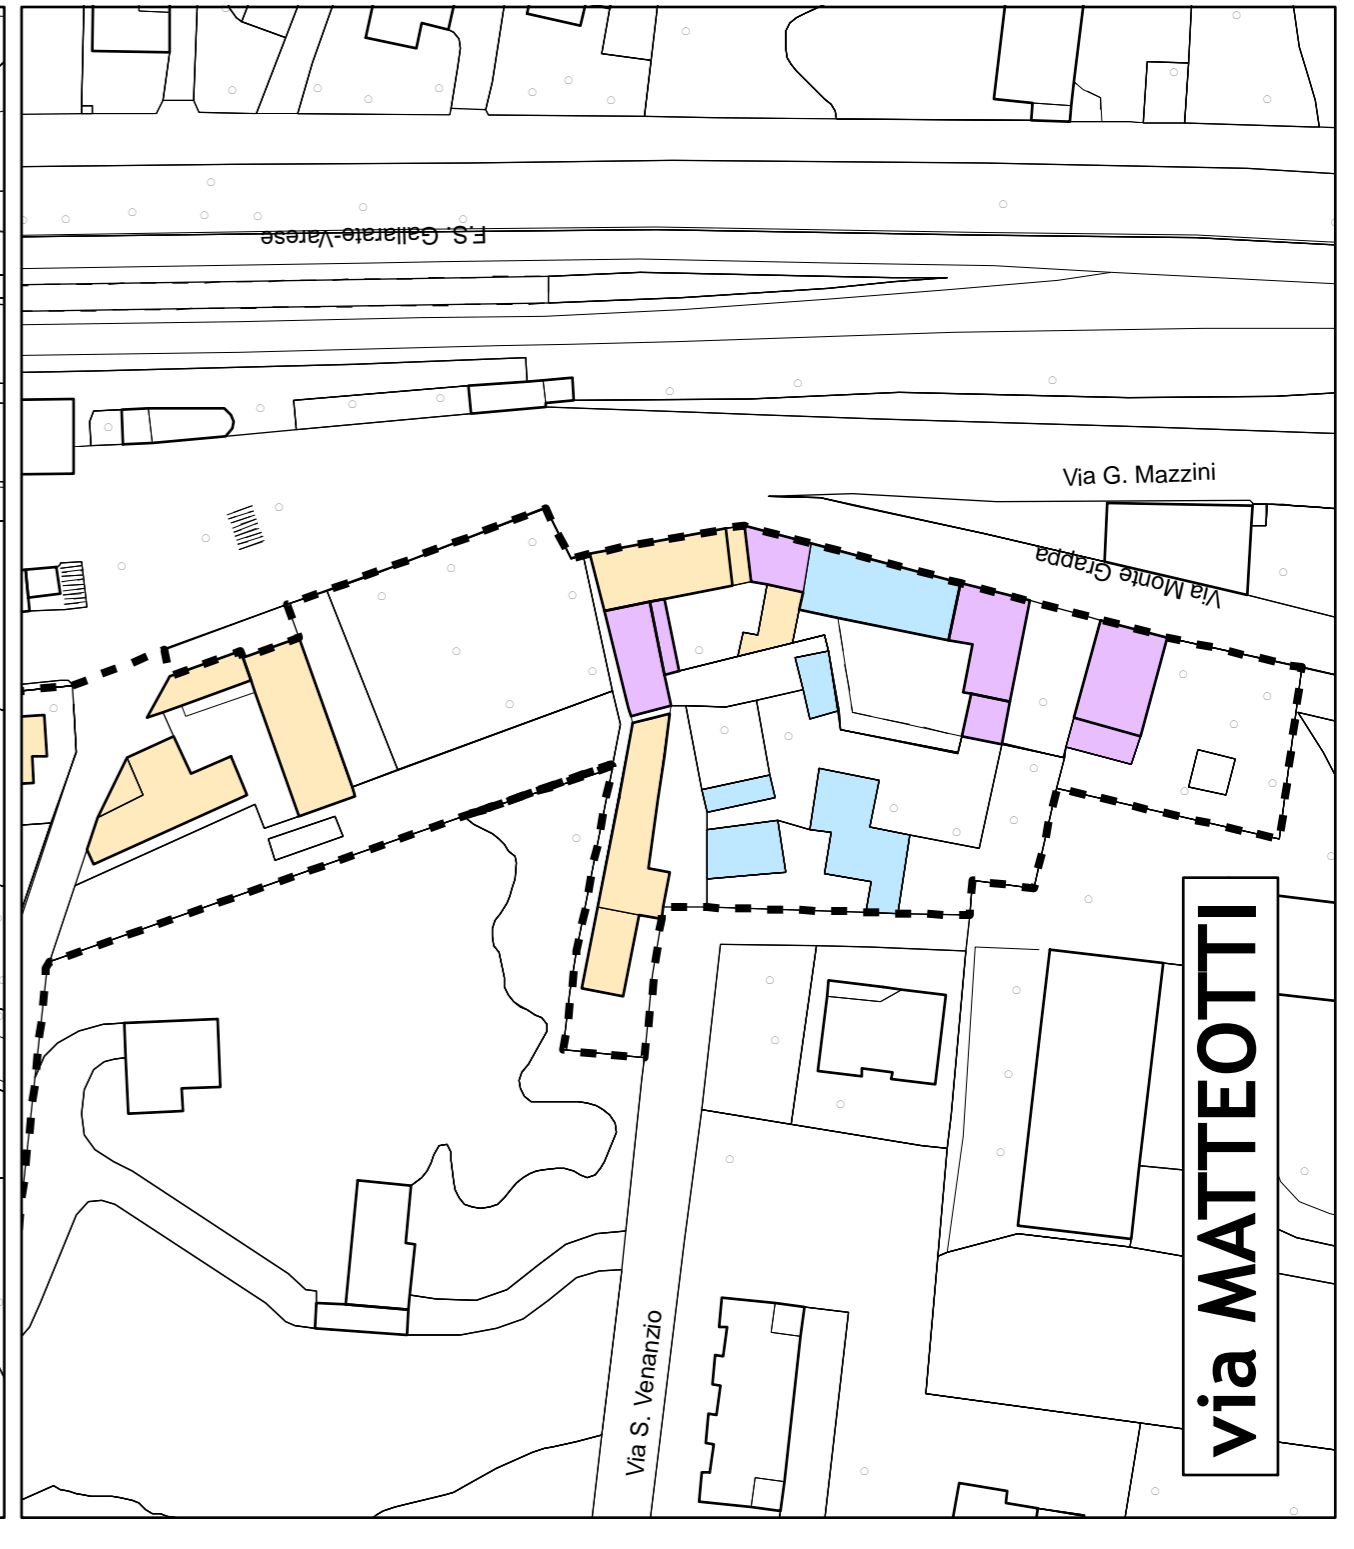 F.S. Gallarate-Varese
Via G. Mazzini
Via Monte Grappa
Via S. Venanzio
via MATTEOTTI